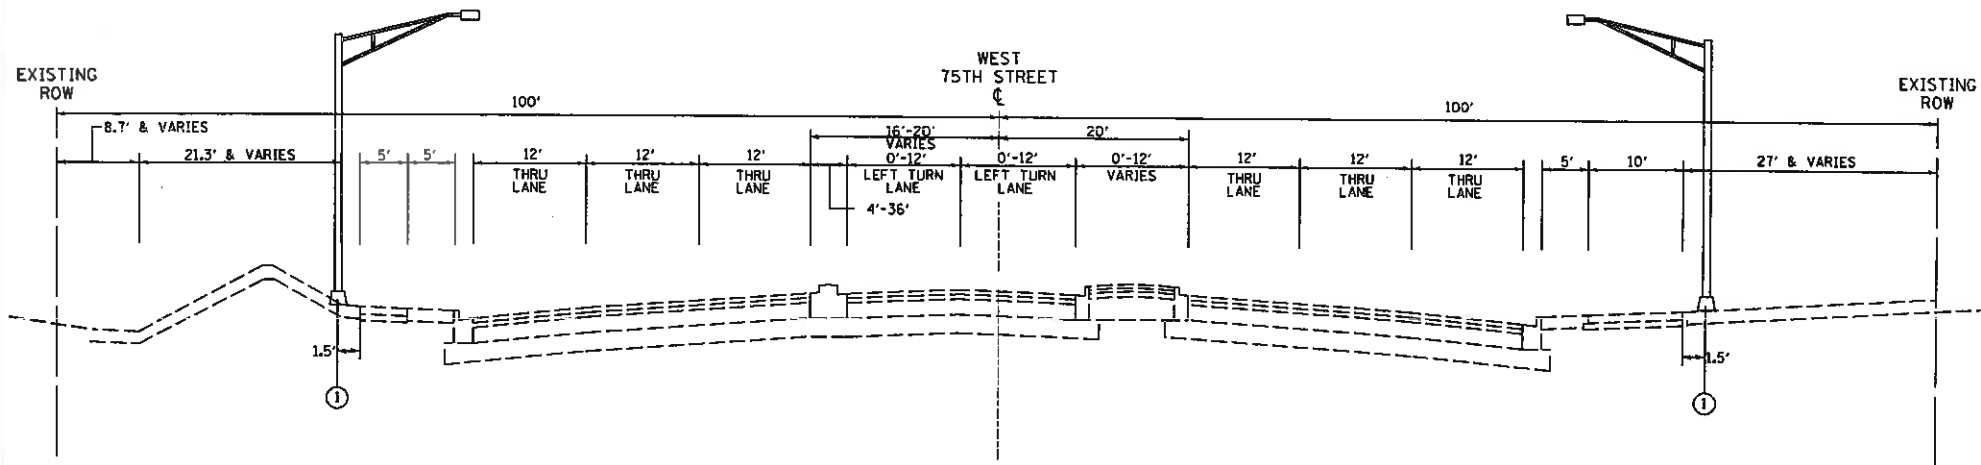 EXISTING
ROW
WEST
75TH STREET
℄
EXISTING
ROW
100'
100'
8.7' & VARIES
16'-20'
VARIES
20'
21.3' & VARIES
5'
5'
12'
THRU
LANE
12'
THRU
LANE
12'
THRU
LANE
0'-12'
LEFT TURN
LANE
0'-12'
LEFT TURN
LANE
0'-12'
VARIES
12'
THRU
LANE
12'
THRU
LANE
12'
THRU
LANE
5'
10'
27' & VARIES
4'-36'
1.5'
1.5'
1
1